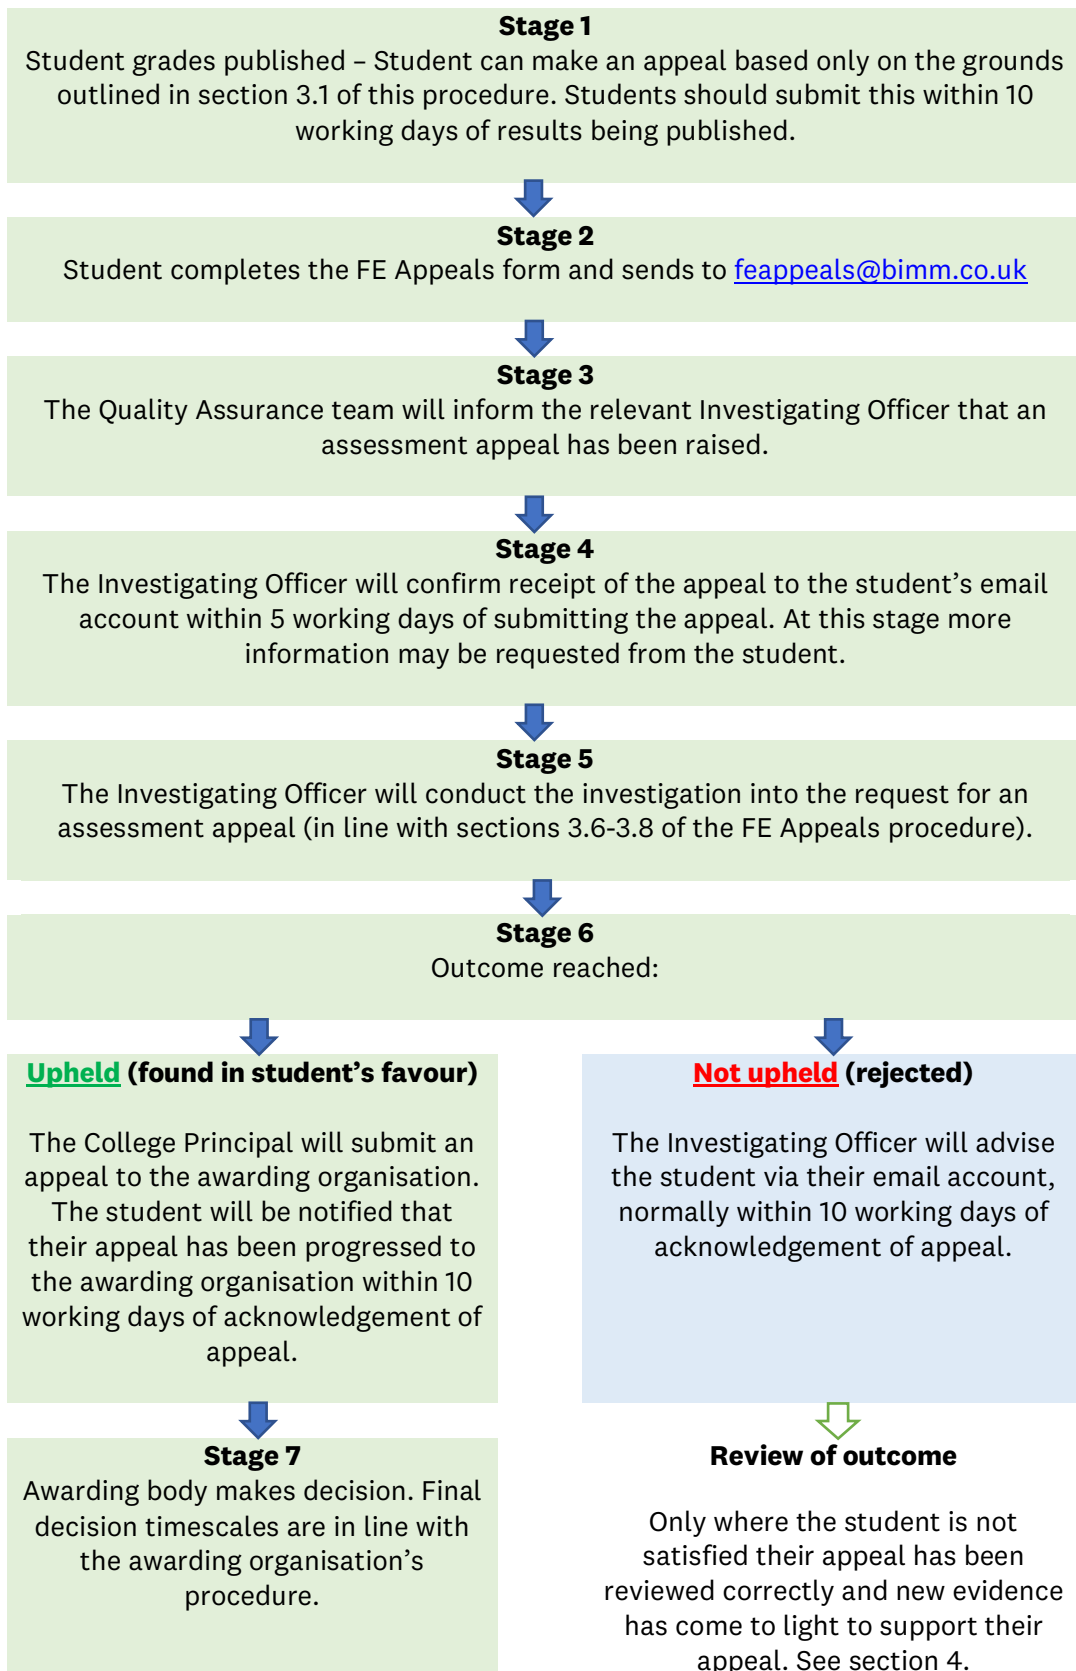 Stage 1
Student grades published – Student can make an appeal based only on the grounds
outlined in section 3.1 of this procedure. Students should submit this within 10
working days of results being published.
Stage 2
Student completes the FE Appeals form and sends to feappeals@bimm.co.uk
Stage 3
The Quality Assurance team will inform the relevant Investigating Officer that an
assessment appeal has been raised.
Stage 4
The Investigating Officer will confirm receipt of the appeal to the student’s email
account within 5 working days of submitting the appeal. At this stage more
information may be requested from the student.
Stage 5
The Investigating Officer will conduct the investigation into the request for an
assessment appeal (in line with sections 3.6-3.8 of the FE Appeals procedure).
Stage 6
Outcome reached:
Upheld (found in student’s favour)
The College Principal will submit an
appeal to the awarding organisation.
The student will be notified that
their appeal has been progressed to
the awarding organisation within 10
working days of acknowledgement of
appeal.
Not upheld (rejected)
The Investigating Officer will advise
the student via their email account,
normally within 10 working days of
acknowledgement of appeal.
Stage 7
Awarding body makes decision. Final
decision timescales are in line with
the awarding organisation’s
procedure.
Review of outcome
Only where the student is not
satisfied their appeal has been
reviewed correctly and new evidence
has come to light to support their
appeal. See section 4.